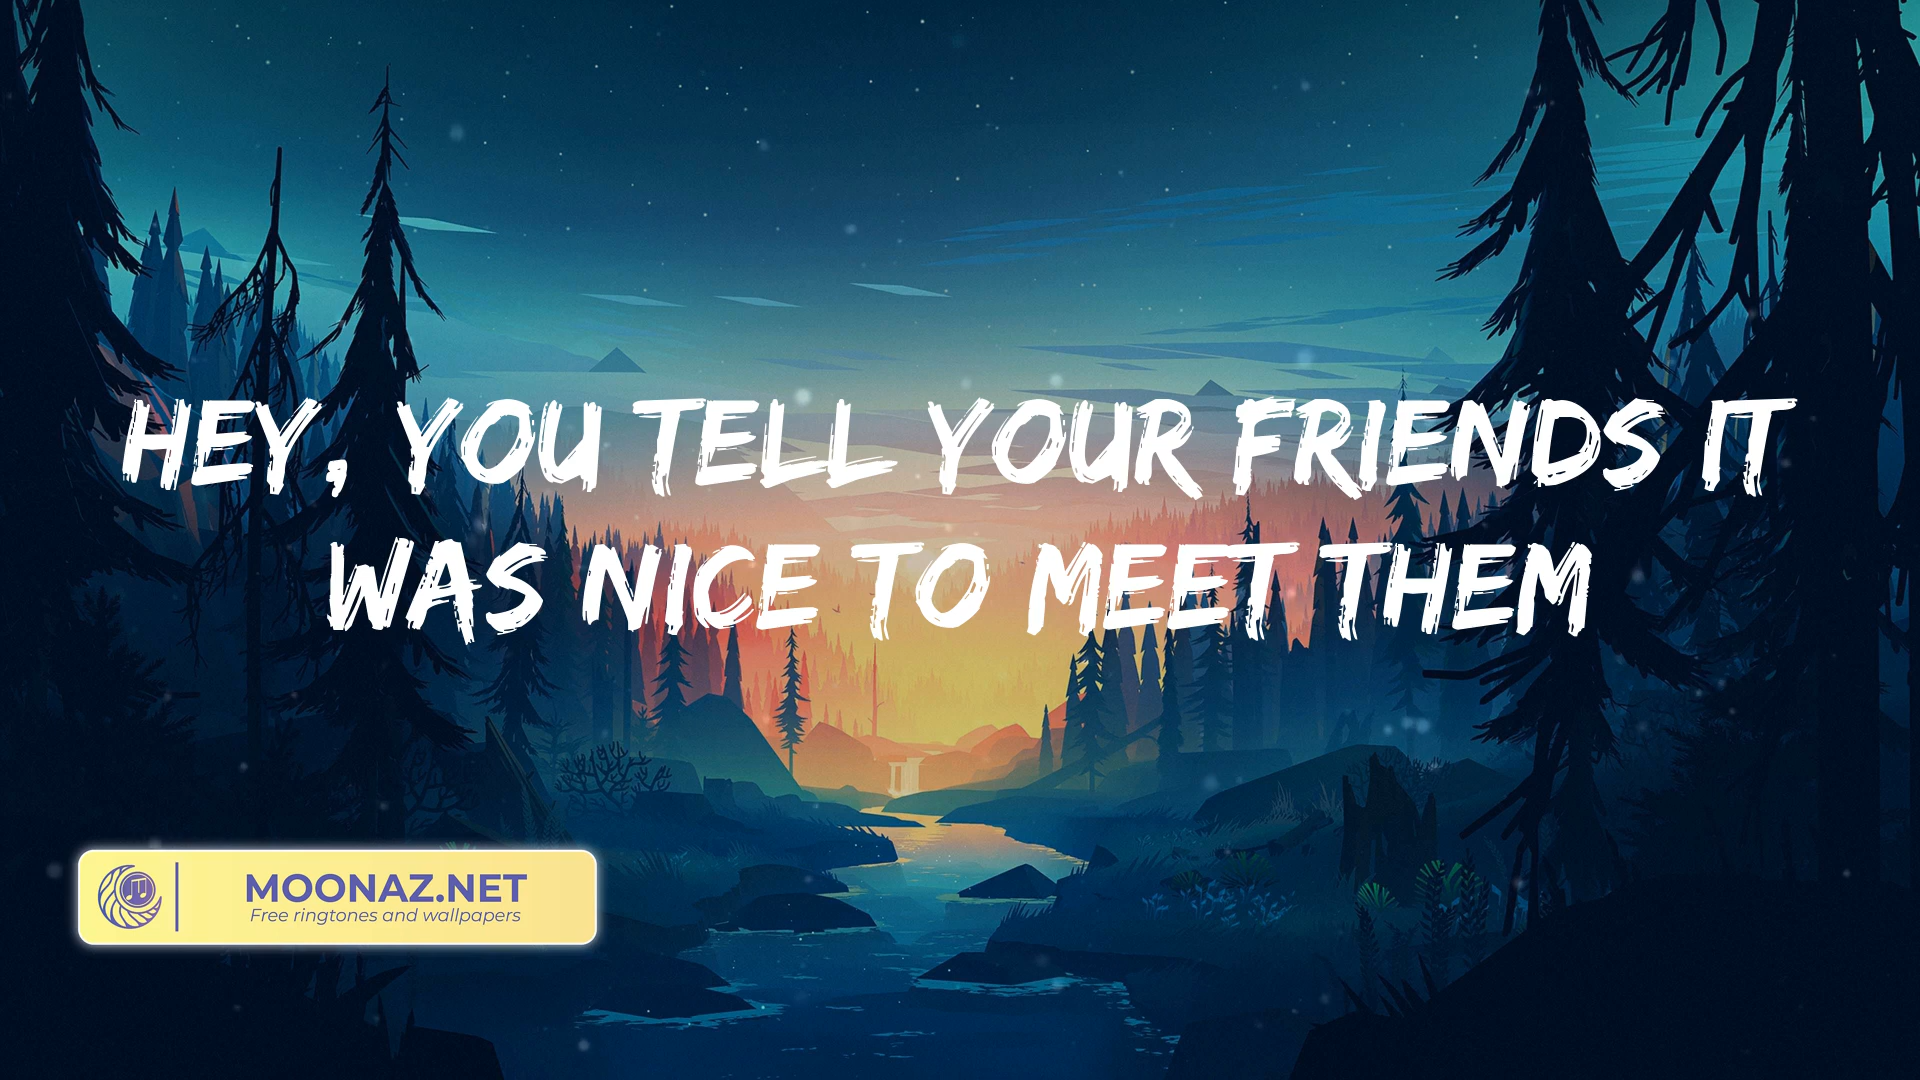 HEY, YOU TELL YOUR FRIENDS IT
WAS NICE TO MEET THEM
MOONAZ.NET
Free ringtones and wallpapers